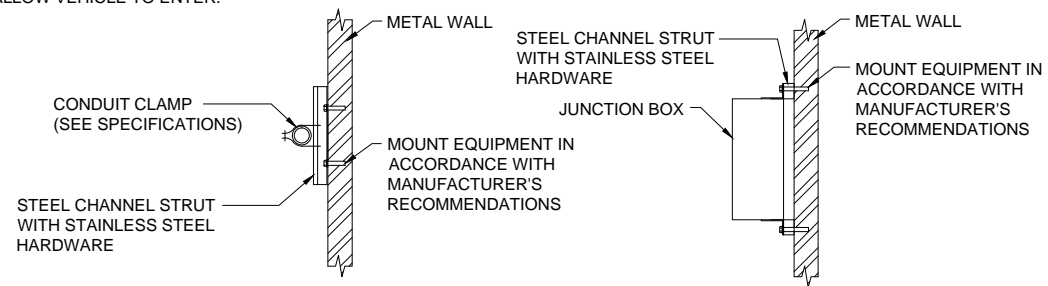 ALLOW VEHICLE TO ENTER.
METAL WALL
CONDUIT CLAMP
(SEE SPECIFICATIONS)
MOUNT EQUIPMENT IN
ACCORDANCE WITH
MANUFACTURER'S
RECOMMENDATIONS
STEEL CHANNEL STRUT
WITH STAINLESS STEEL
HARDWARE
METAL WALL
STEEL CHANNEL STRUT
WITH STAINLESS STEEL
HARDWARE
JUNCTION BOX
MOUNT EQUIPMENT IN
ACCORDANCE WITH
MANUFACTURER'S
RECOMMENDATIONS